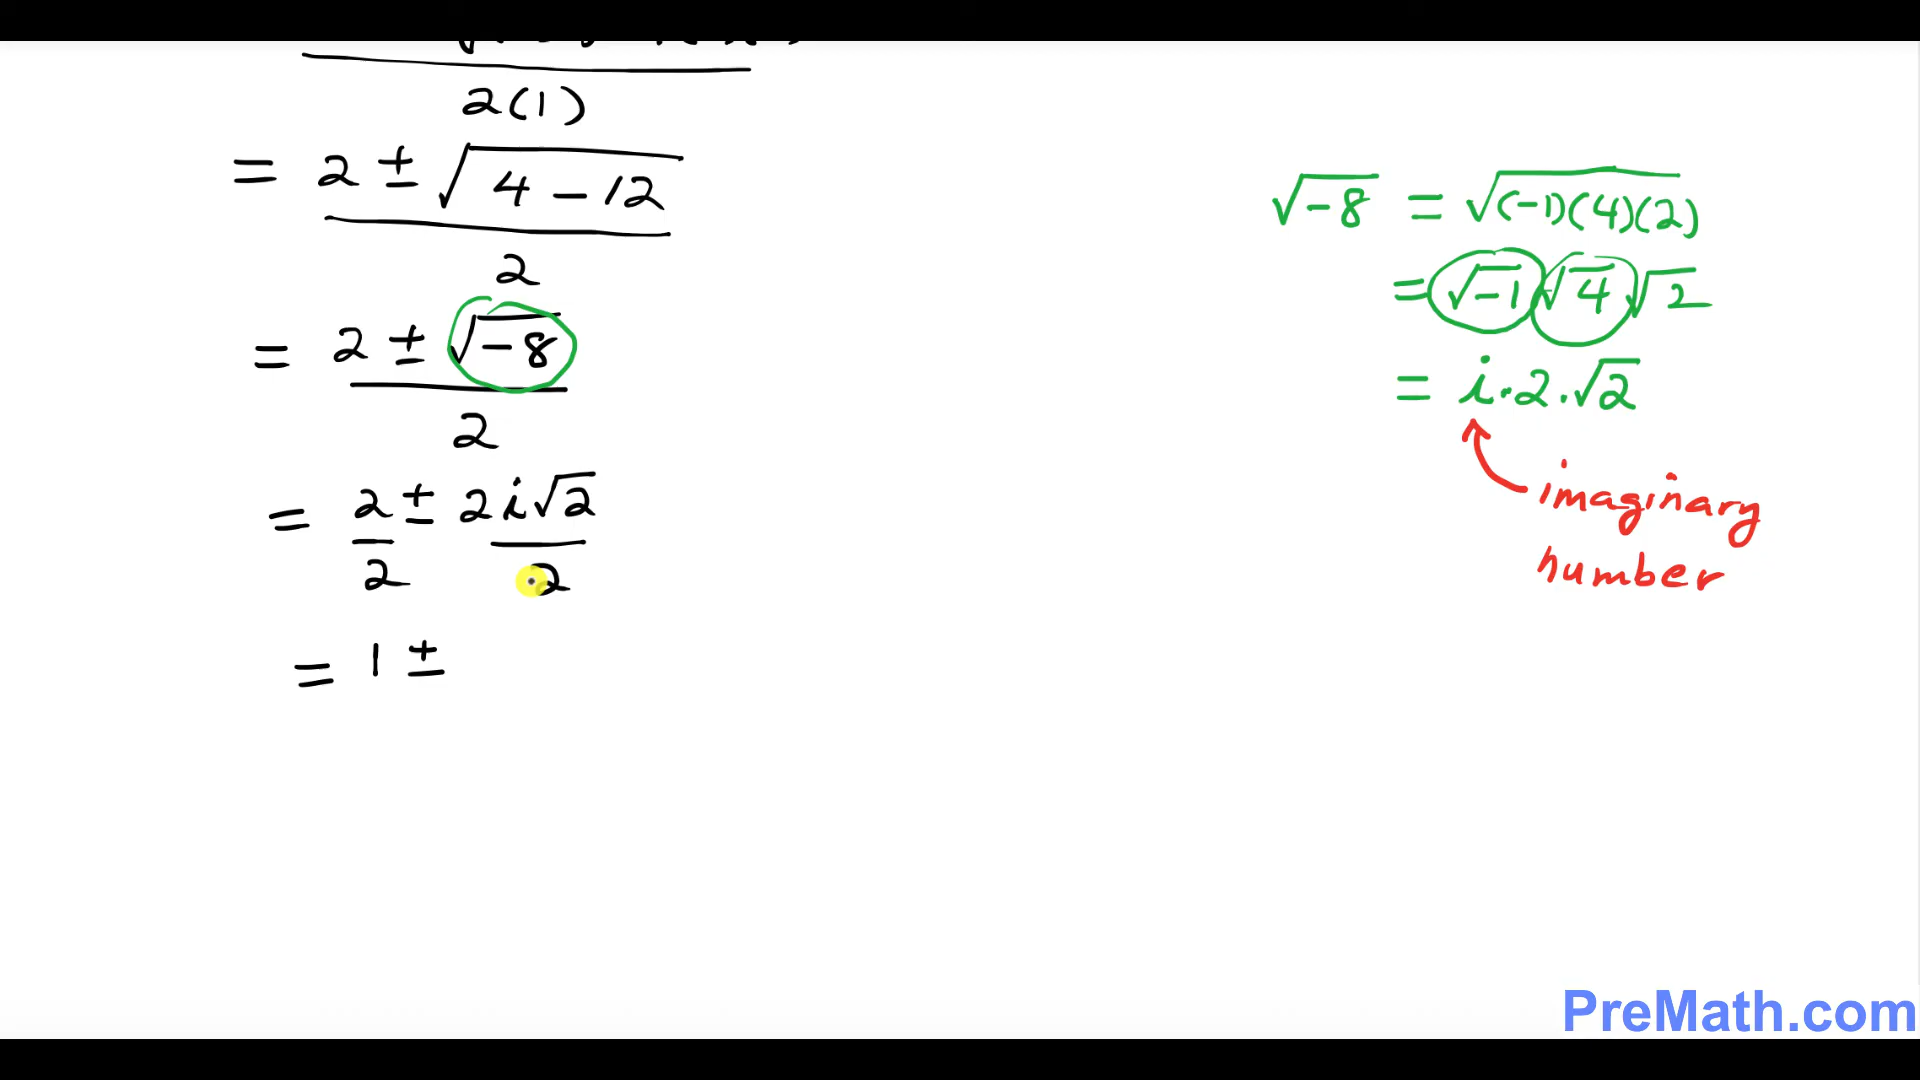 2(1)
= 2 ± √4 - 12
2
= 2 ± √-8
2
= 2 ± 2i√2
2 2
= 1 ±
√-8 = √(-1)(4)(2)
= √-1 √4 √2
= i·2·√2
imaginary
number
PreMath.com